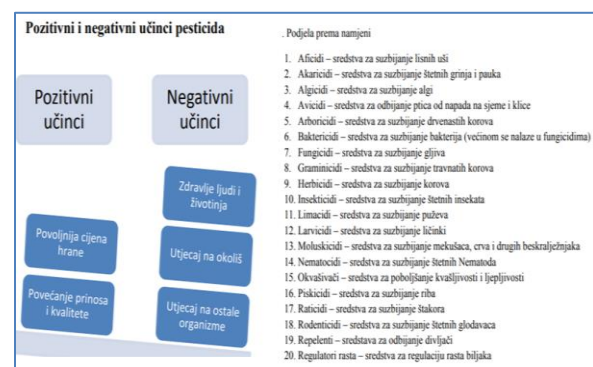 Pozitivni i negativni učinci pesticida
Pozitivni
učinci
Negativni
učinci
Zdravlje ljudi i
životinja
Povoljnija cijena
hrane
Utjecaj na okoliš
Povećanje prinosa
i kvalitete
Utjecaj na ostale
organizme
. Podjela prema namjeni
1. Aficidi – sredstva za suzbijanje lisnih uši
2. Akaricidi – sredstva za suzbijanje štetnih grinja i pauka
3. Algicidi – sredstva za suzbijanje algi
4. Avicidi – sredstva za odbijanje ptica od napada na sjeme i klice
5. Arboricidi – sredstva za suzbijanje drvenastih korova
6. Baktericidi – sredstva za suzbijanje bakterija (većinom se nalaze u fungicidima)
7. Fungicidi – sredstva za suzbijanje gljiva
8. Graminicidi – sredstva za suzbijanje travnatih korova
9. Herbicidi – sredstva za suzbijanje korova
10. Insekticidi – sredstva za suzbijanje štetnih insekata
11. Limacidi – sredstva za suzbijanje puževa
12. Larvicidi – sredstva za suzbijanje ličinki
13. Moluskicidi – sredstva za suzbijanje mekušaca, crva i drugih beskralježnjaka
14. Nematocidi – sredstva za suzbijanje štetnih Nematoda
15. Okvašivači – sredstva za poboljšanje kvašljivosti i ljepljivosti
16. Piskicidi – sredstva za suzbijanje riba
17. Raticidi – sredstva za suzbijanje štakora
18. Rodenticidi – sredstva za suzbijanje štetnih glodavaca
19. Repelenti – sredstava za odbijanje divljači
20. Regulatori rasta – sredstva za regulaciju rasta biljaka